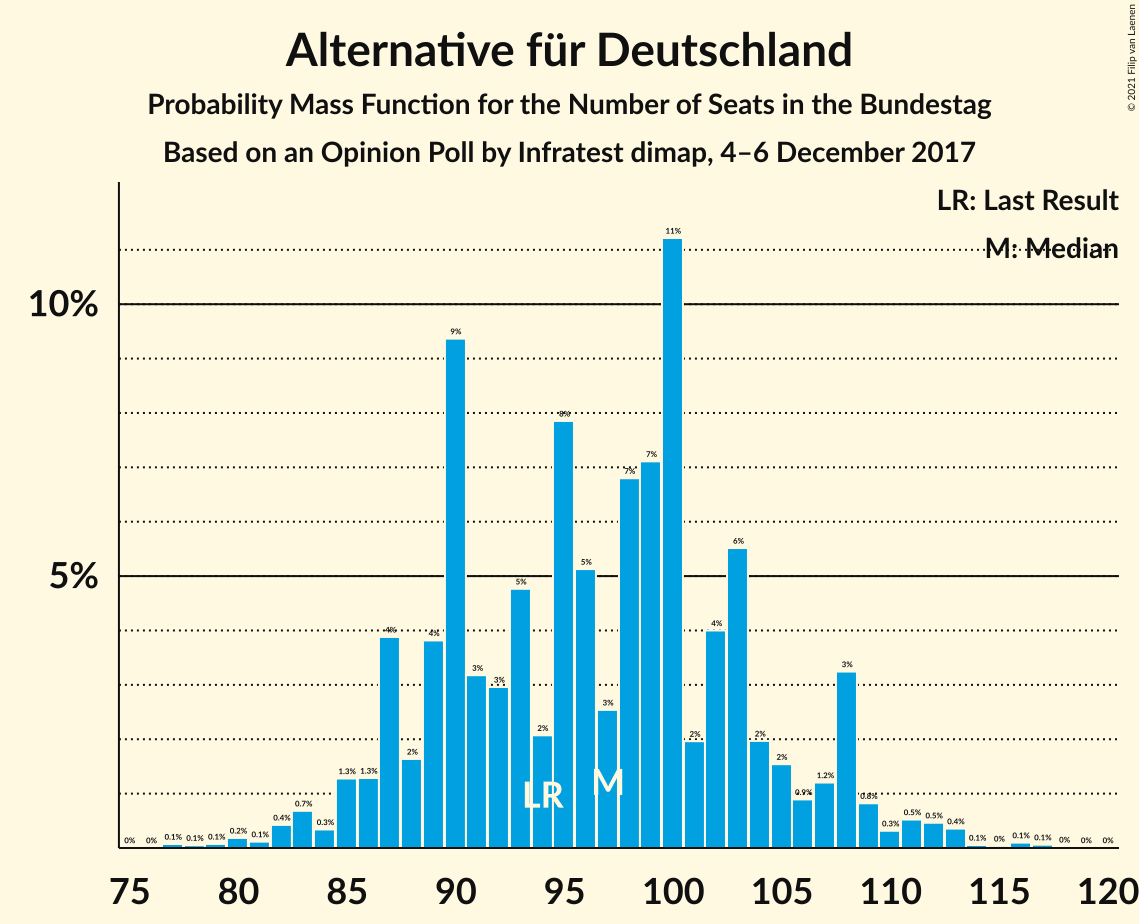 Alternative für Deutschland
Probability Mass Function for the Number of Seats in the Bundestag
Based on an Opinion Poll by Infratest dimap, 4–6 December 2017
© 2021 Filip van Laenen
LR: Last Result
M: Median
10%
5%
0% 0% 0.1% 0.1% 0.1% 0.2% 0.1% 0.4% 0.7% 0.3% 1.3% 1.3% 4% 2% 4% 9% 3% 3% 5% 2% 8% 5% 3% 7% 7% 11% 2% 4% 6% 2% 2% 0.9% 1.2% 3% 0.8% 0.3% 0.5% 0.5% 0.4% 0.1% 0% 0.1% 0.1% 0% 0% 0%
LR M
75 80 85 90 95 100 105 110 115 120